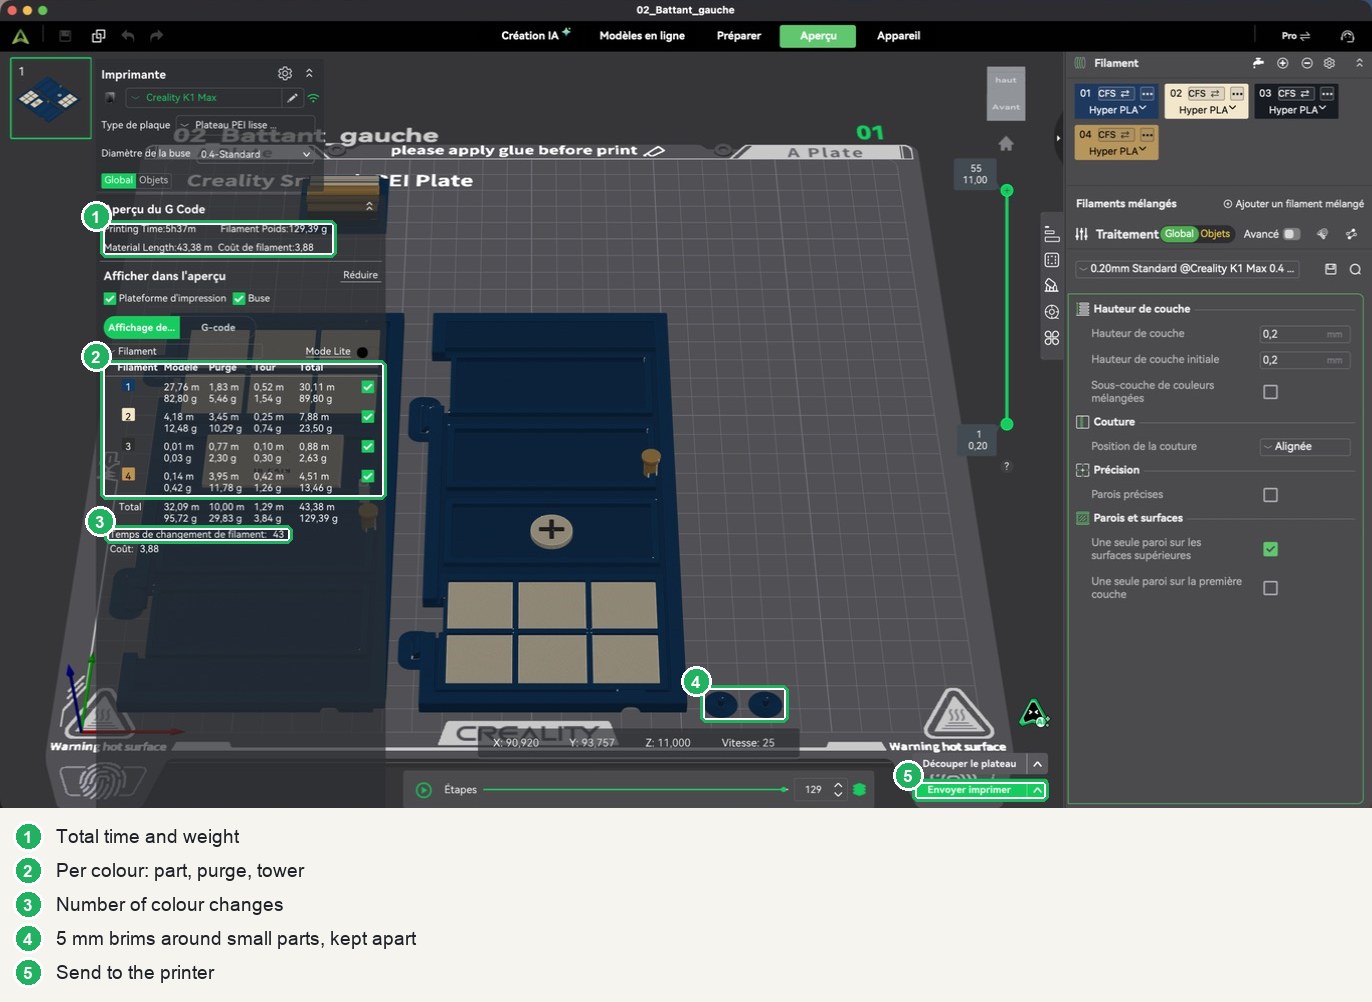 02_Battant_gauche
Création IA
Modèles en ligne
Préparer
Aperçu
Appareil
Pro
1
Imprimante
Creality K1 Max
Type de plaque
Plateau PEI lisse ...
Diamètre de la buse
0.4-Standard
Global
Objets
02_Battant_gauche
please apply glue before print
01
A Plate
PEI Plate
haut
Avant
55
11,00
1
0,20
?
1
Aperçu du G Code
Printing Time:5h37m
Filament Poids:129,39 g
Material Length:43,38 m
Coût de filament:3,88
Afficher dans l'aperçu
Réduire
Plateforme d'impression
Buse
Affichage de...
G-code
2
Filament
Mode Lite
Filament Modèle Purge Tour Total
1 27,76 m 1,83 m 0,52 m 30,11 m
82,80 g 5,46 g 1,54 g 89,80 g
2 4,18 m 3,45 m 0,25 m 7,88 m
12,48 g 10,29 g 0,74 g 23,50 g
3 0,01 m 0,77 m 0,10 m 0,88 m
0,03 g 2,30 g 0,30 g 2,63 g
4 0,14 m 3,95 m 0,42 m 4,51 m
0,42 g 11,78 g 1,26 g 13,46 g
Total 32,09 m 10,00 m 1,29 m 43,38 m
95,72 g 29,83 g 3,84 g 129,39 g
3
Temps de changement de filament: 43
Coût: 3,88
4
CREALITY
Warning hot surface
Warning hot surface
X: 90,920
Y: 93,757
Z: 11,000
Vitesse: 25
AI
Étapes
129
Découper le plateau
5
Envoyer imprimer
Filament
01 CFS
Hyper PLA
02 CFS
Hyper PLA
03 CFS
Hyper PLA
04 CFS
Hyper PLA
Filaments mélangés
Ajouter un filament mélangé
Traitement
Global
Objets
Avancé
0.20mm Standard @Creality K1 Max 0.4 ...
Hauteur de couche
Hauteur de couche
0,2 mm
Hauteur de couche initiale
0,2 mm
Sous-couche de couleurs
mélangées
Couture
Position de la couture
Alignée
Précision
Parois précises
Parois et surfaces
Une seule paroi sur les
surfaces supérieures
Une seule paroi sur la première
couche
1 Total time and weight
2 Per colour: part, purge, tower
3 Number of colour changes
4 5 mm brims around small parts, kept apart
5 Send to the printer